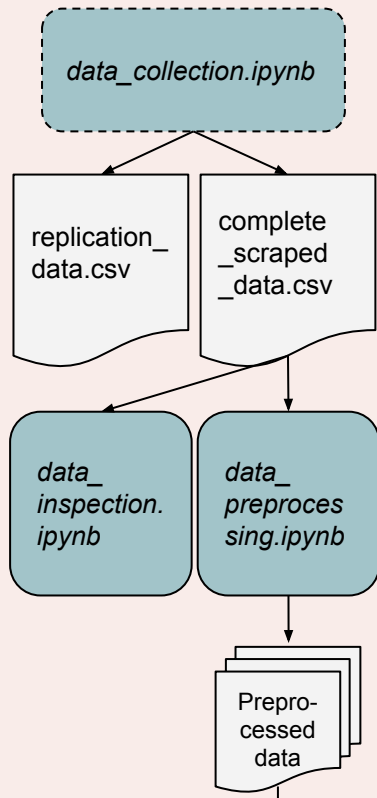 data_collection.ipynb
replication_
data.csv
complete
_scraped
_data.csv
data_
inspection.
ipynb
data_
preproces
sing.ipynb
Prepro-
cessed
data